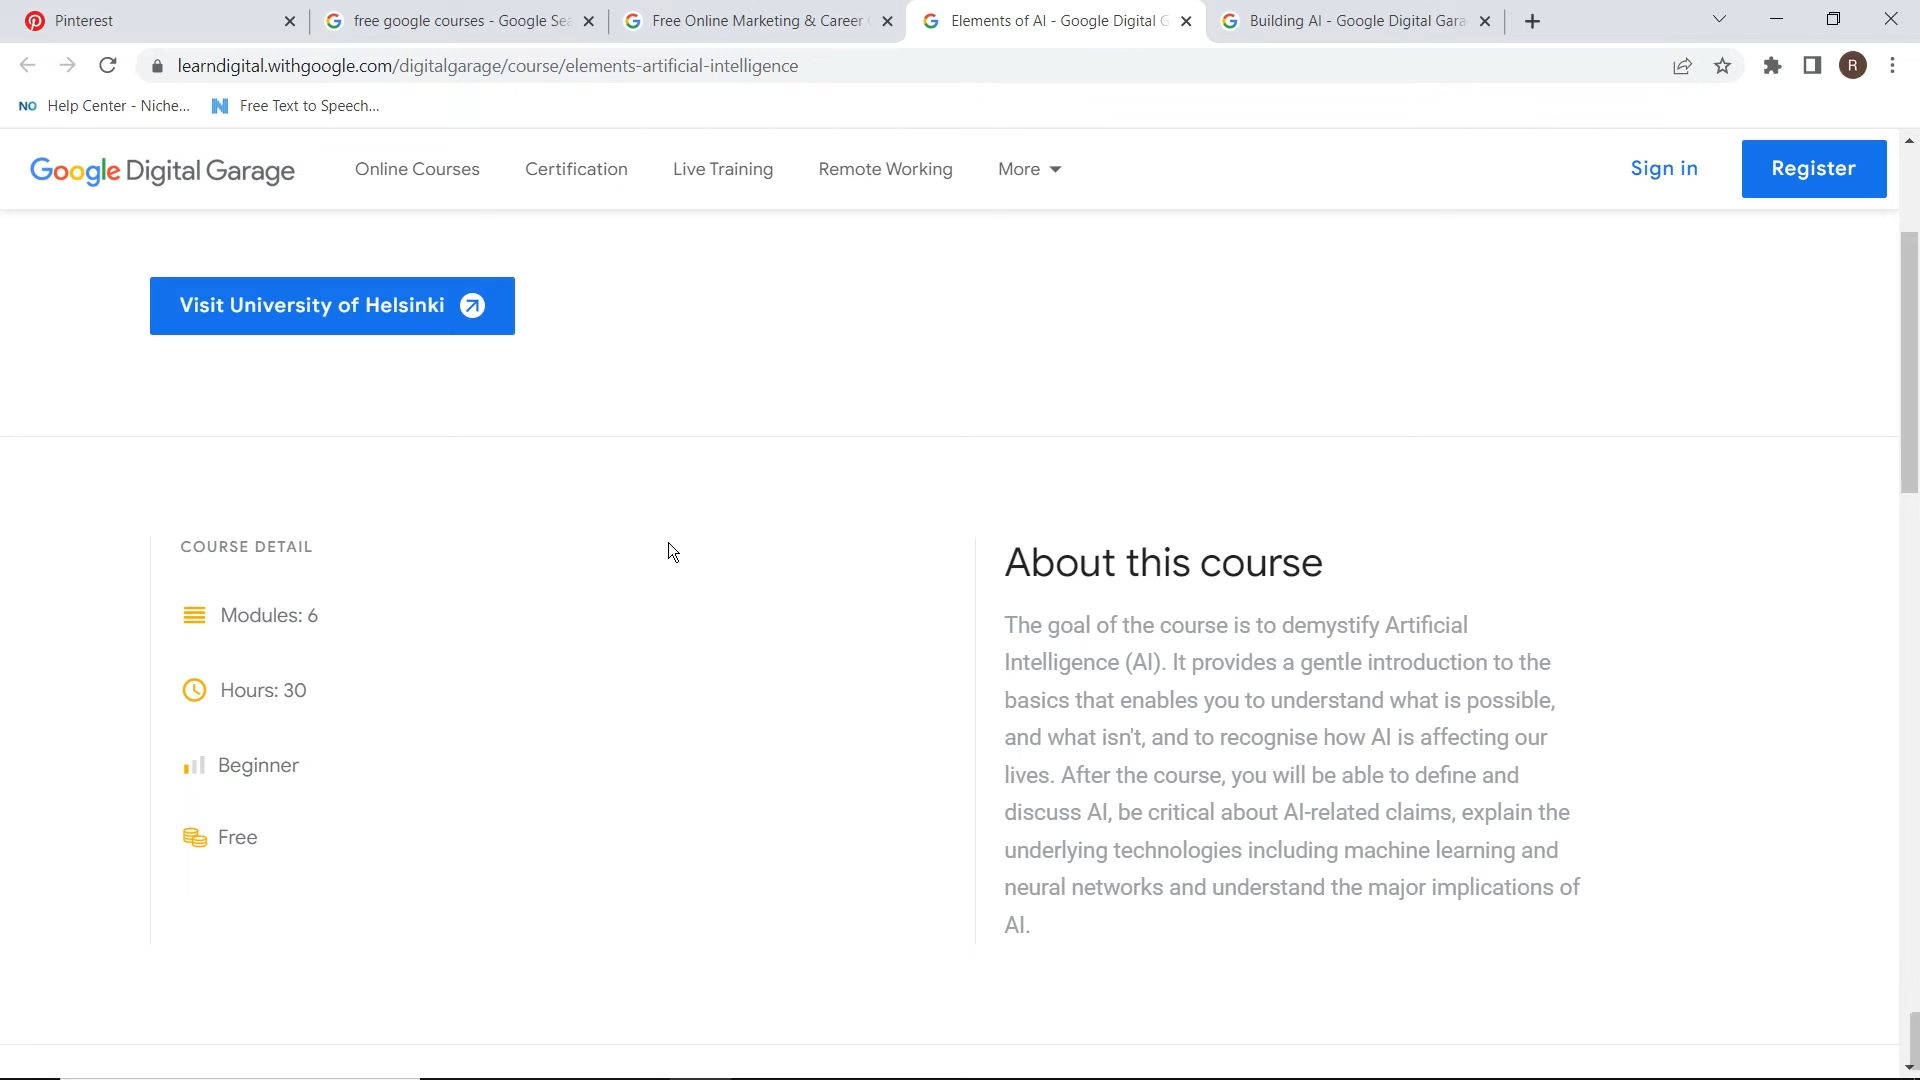 Pinterest
free google courses - Google Se
Free Online Marketing & Career
Elements of AI - Google Digital G
Building AI - Google Digital Gara
learndigital.withgoogle.com/digitalgarage/course/elements-artificial-intelligence
R
NO Help Center - Niche...
Free Text to Speech...
Google Digital Garage
Online Courses
Certification
Live Training
Remote Working
More
Sign in
Register
Visit University of Helsinki
COURSE DETAIL
Modules: 6
Hours: 30
Beginner
Free
About this course
The goal of the course is to demystify Artificial
Intelligence (AI). It provides a gentle introduction to the
basics that enables you to understand what is possible,
and what isn't, and to recognise how AI is affecting our
lives. After the course, you will be able to define and
discuss AI, be critical about AI-related claims, explain the
underlying technologies including machine learning and
neural networks and understand the major implications of
AI.